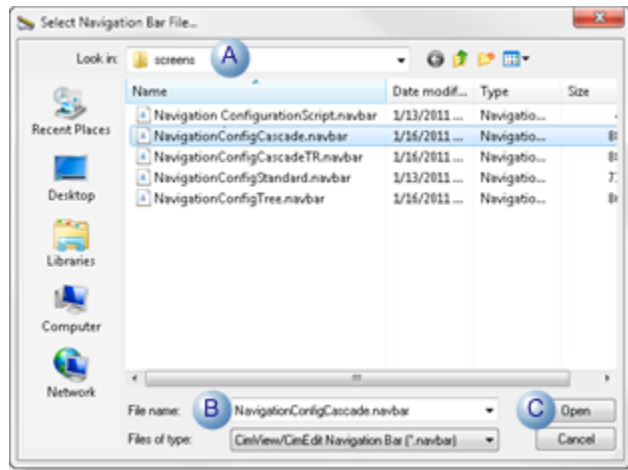 Select Navigation Bar File...
Look in: screens A
Name Date modif... Type Size
Navigation ConfigurationScript.navbar 1/13/2011 ... Navigatio...
NavigationConfigCascade.navbar 1/16/2011 ... Navigatio...
NavigationConfigCascadeTR.navbar 1/16/2011 ... Navigatio...
NavigationConfigStandard.navbar 1/13/2011 ... Navigatio...
NavigationConfigTree.navbar 1/16/2011 ... Navigatio...
Recent Places
Desktop
Libraries
Computer
Network
File name: B NavigationConfigCascade.navbar C Open
Files of type: CimView/CimEdit Navigation Bar (*.navbar) Cancel